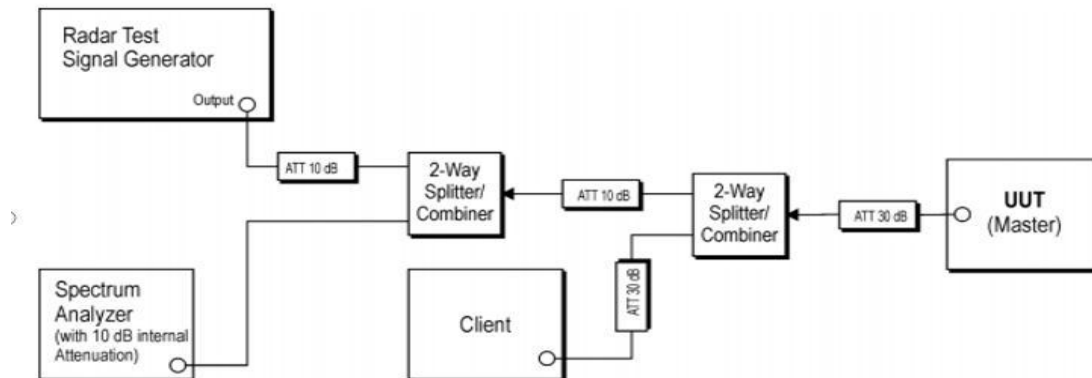 Radar Test
Signal Generator
Output
ATT 10 dB
2-Way
Splitter/
Combiner
ATT 10 dB
2-Way
Splitter/
Combiner
ATT 30 dB
UUT
(Master)
Spectrum
Analyzer
(with 10 dB internal
Attenuation)
Client
ATT 30 dB